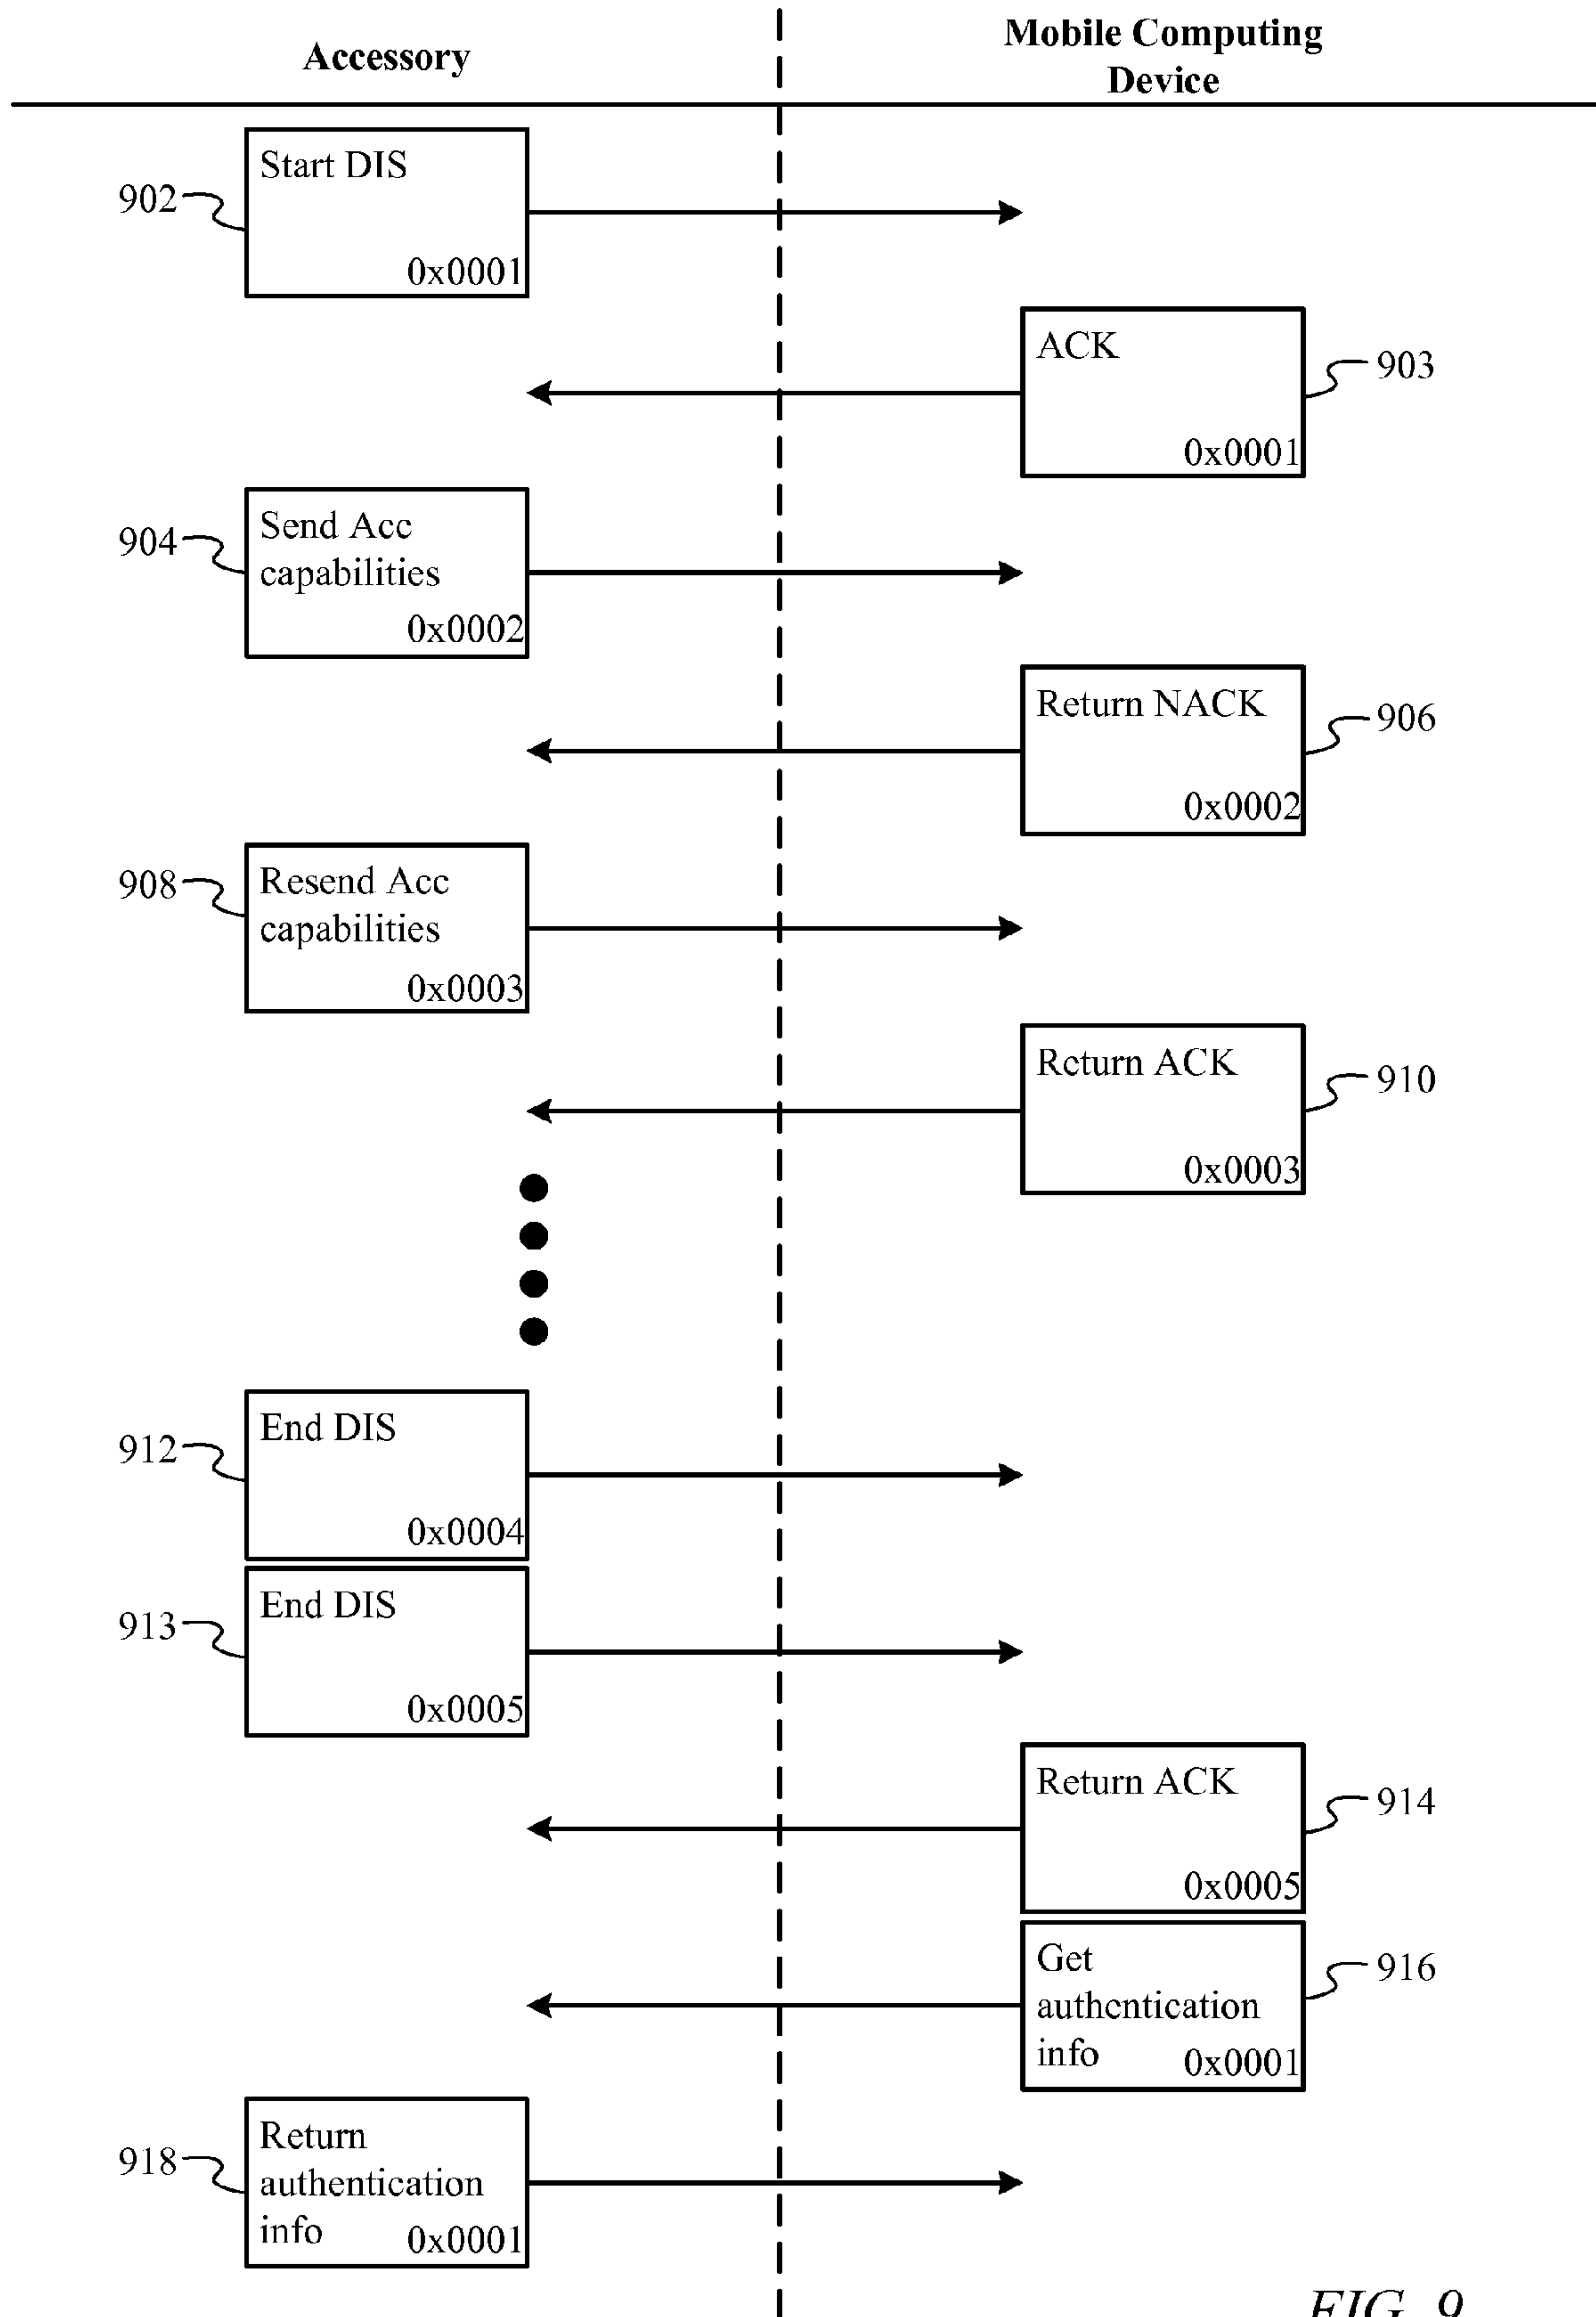 Accessory
Mobile Computing
Device
Start DIS
902
0x0001
ACK
903
0x0001
Send Acc
904
capabilities
0x0002
Return NACK
906
0x0002
Resend Acc
908
capabilities
0x0003
Return ACK
910
0x0003
End DIS
912
0x0004
End DIS
913
0x0005
Return ACK
914
0x0005
Get
916
authentication
info 0x0001
Return
918
authentication
info 0x0001
FIG. 9